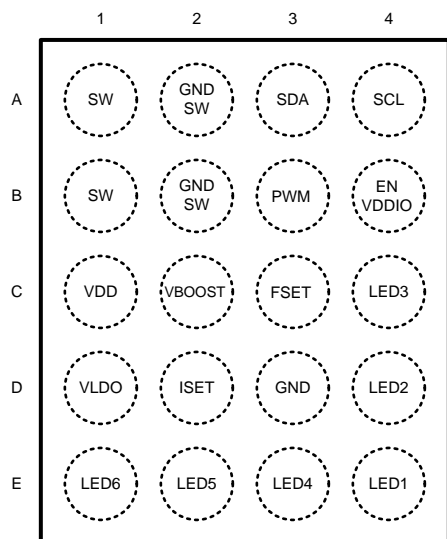 1 2 3 4
A SW GND SW SDA SCL
B SW GND SW PWM EN VDDIO
C VDD VBOOST FSET LED3
D VLDO ISET GND LED2
E LED6 LED5 LED4 LED1